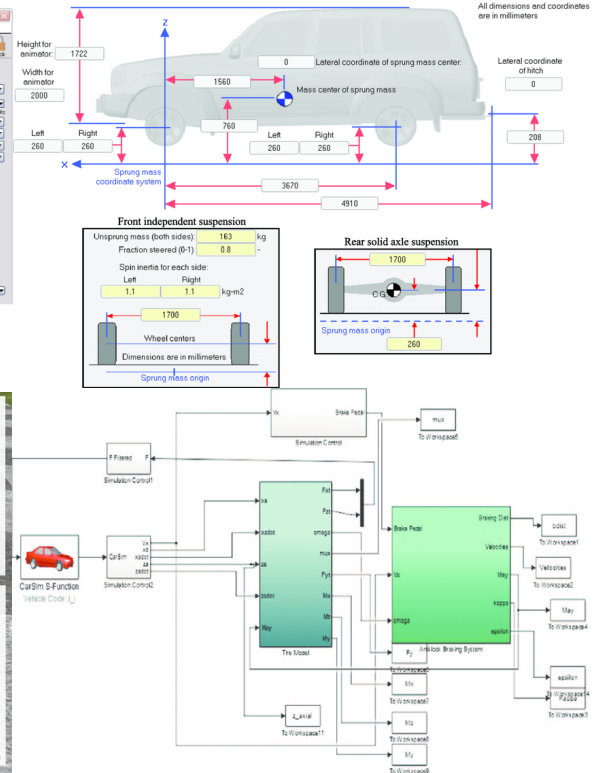 All dimensions and coordinates
are in millimeters
Z
Height for
animator:
1722
Width for
animator
2000
0
Lateral coordinate of sprung mass center:
Lateral coordinate
of hitch
0
1560
Mass center of sprung mass
760
208
Left
Right
260
260
Left
Right
260
260
X
Sprung mass
coordinate system
3670
4910
Front independent suspension
Unsprung mass (both sides):
163
kg
Fraction steered (0-1)
0.8
-
Spin inertia for each side:
Left
Right
1.1
1.1
kg-m2
1700
Wheel centers
Dimensions are in millimeters
Sprung mass origin
Rear solid axle suspension
1700
C.G.
Sprung mass origin
260
Vx
Brake Pedal
Simulation Control
mux
To Workspace5
F Filtered
F
Simulation Control1
CarSim S-Function
Vehicle Code: i_i
CarSim
Vx
xa
xadot
za
zadot
Simulation Control2
xa
xadot
za
zadot
May
Fxt
Fzt
omega
mux
Fyt
Mx
Mz
My
Tire Model
Brake Pedal
Vx
omega
Braking Dist
Velocities
May
kappa
epsilon
Antilock Braking System
bdist
To Workspace1
Velocities
To Workspace2
May
To Workspace4
epsilon
To Workspace14
To Workspace3
Fy
Mx
To Workspace7
Mz
My
z_axial
To Workspace11